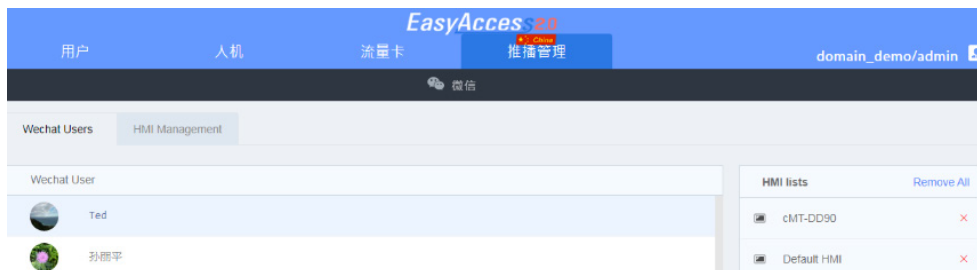 EasyAccess2.0
用户 人机 流量卡 推播管理
China
domain_demo/admin
微信
Wechat Users HMI Management
Wechat User
HMI lists Remove All
Ted
cMT-DD90
孙丽平
Default HMI